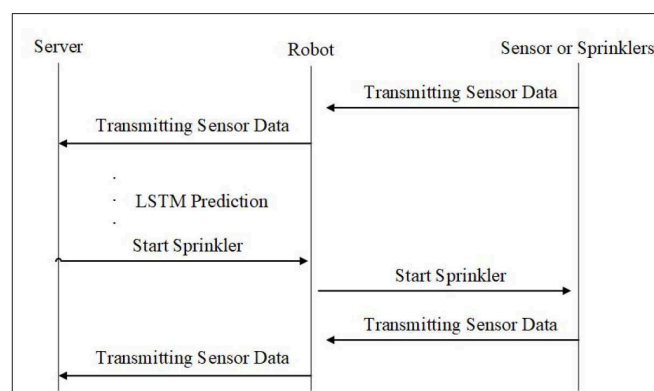 Server
Robot
Sensor or Sprinklers
Transmitting Sensor Data
Transmitting Sensor Data
LSTM Prediction
Start Sprinkler
Start Sprinkler
Transmitting Sensor Data
Transmitting Sensor Data